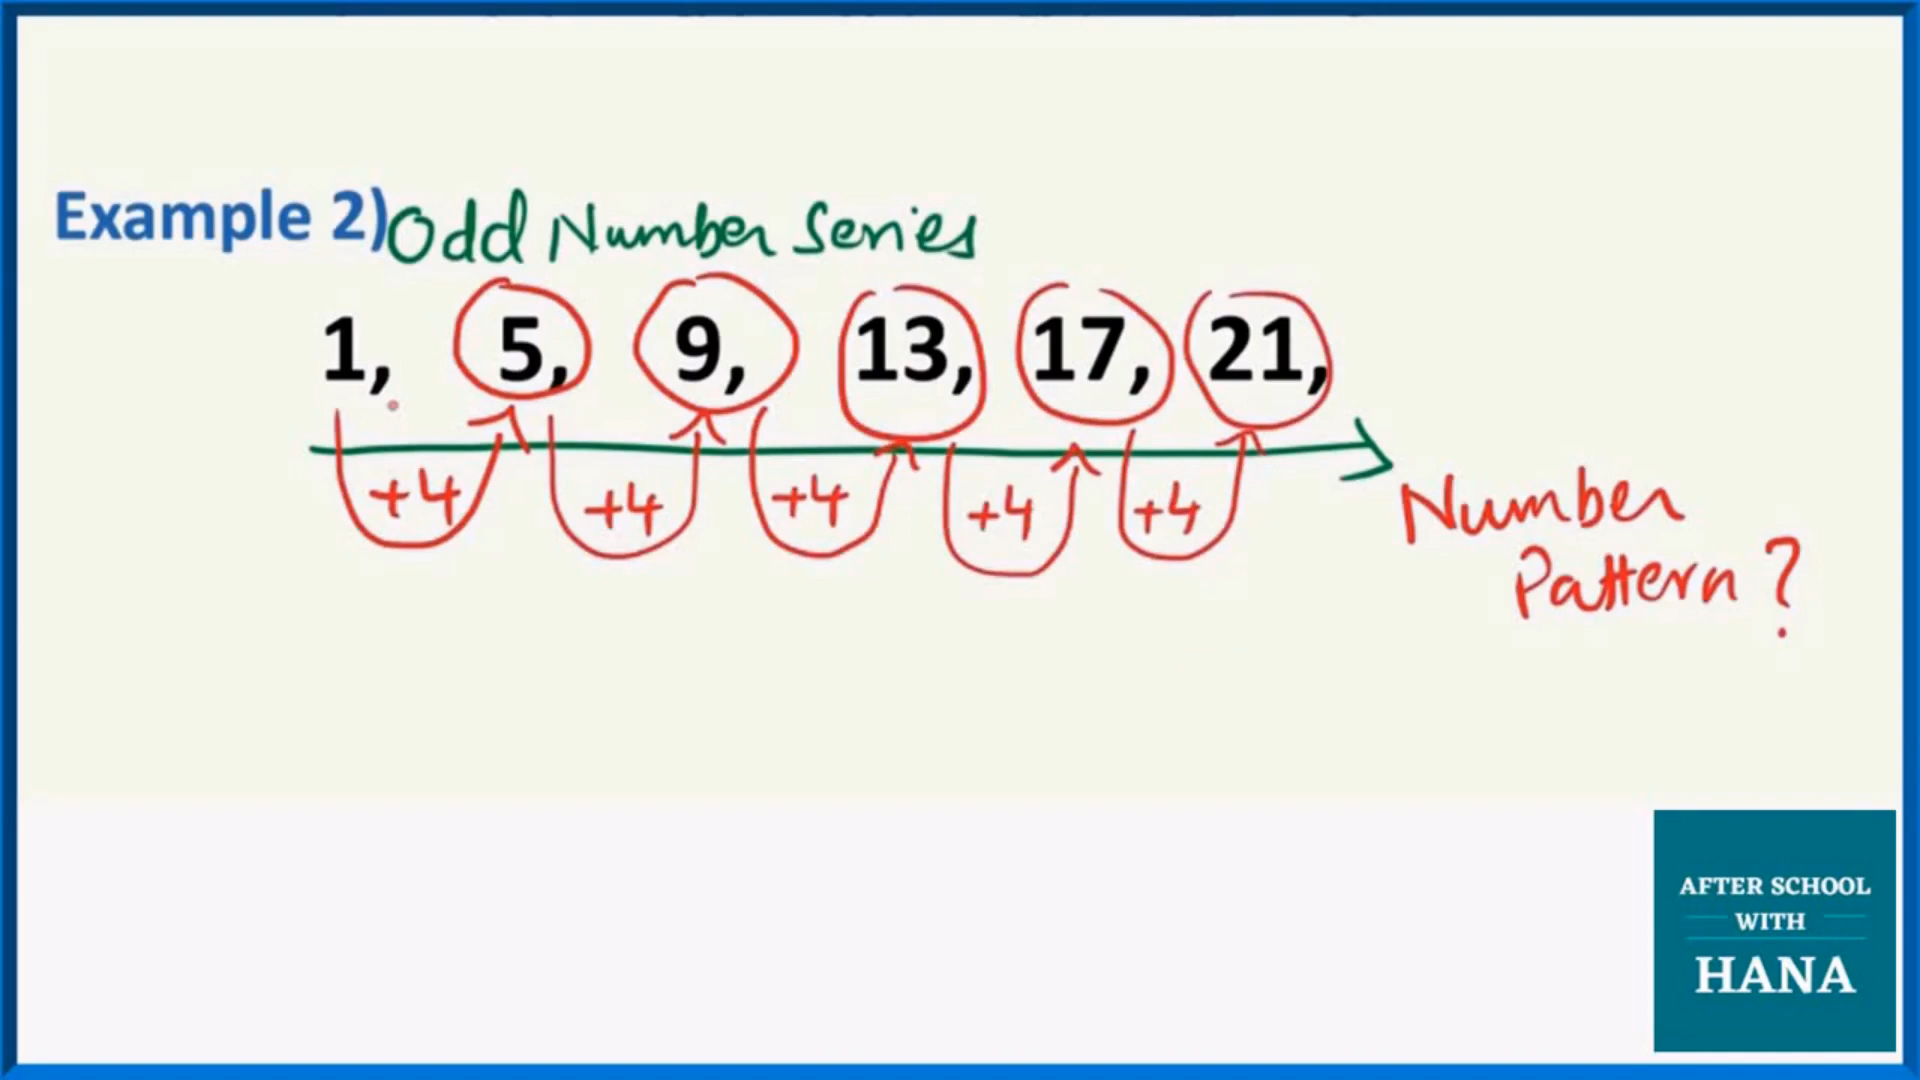 Example 2) Odd Number Series
1, 5, 9, 13, 17, 21,
+4 +4 +4 +4 +4
Number
Pattern?
AFTER SCHOOL
WITH
HANA